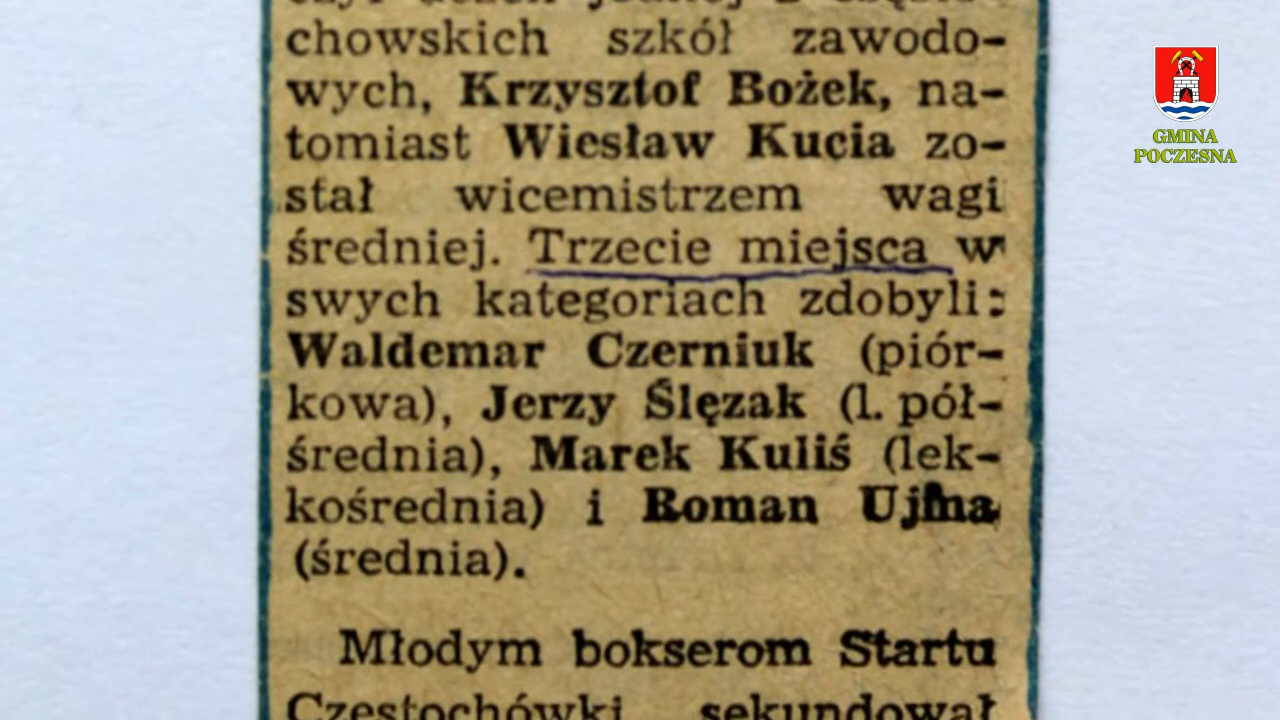 chowskich szkół zawodo-
wych, Krzysztof Bożek, na-
tomiast Wiesław Kucia zo-
stał wicemistrzem wagi
średniej. Trzecie miejsca w
swych kategoriach zdobyli:
Waldemar Czerniuk (piór-
kowa), Jerzy Ślęzak (l. pół-
średnia), Marek Kuliś (lek-
kośrednia) i Roman Ujma
(średnia).
Młodym bokserom Startu
Częstochówki sekundował
GMINA
POCZESNA